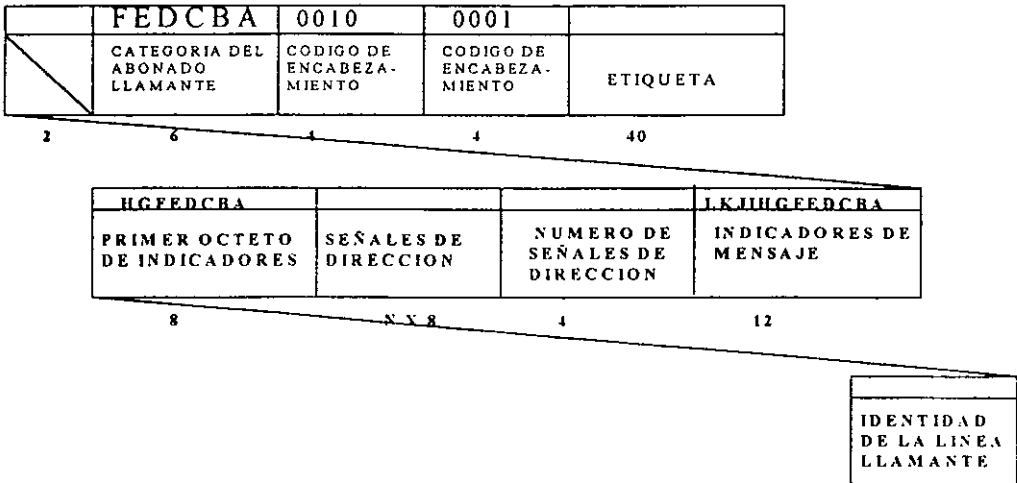 FEDCBA 0010 0001
CATEGORIA DEL ABONADO LLAMANTE
CODIGO DE ENCABEZA- MIENTO
CODIGO DE ENCABEZA- MIENTO
ETIQUETA
2 6 4 4 40
HGFEDCBA LKJIHGFEDCBA
PRIMER OCTETO DE INDICADORES
SEÑALES DE DIRECCION
NUMERO DE SEÑALES DE DIRECCION
INDICADORES DE MENSAJE
8 N X 8 4 12
IDENTIDAD
DE LA LINEA
LLAMANTE